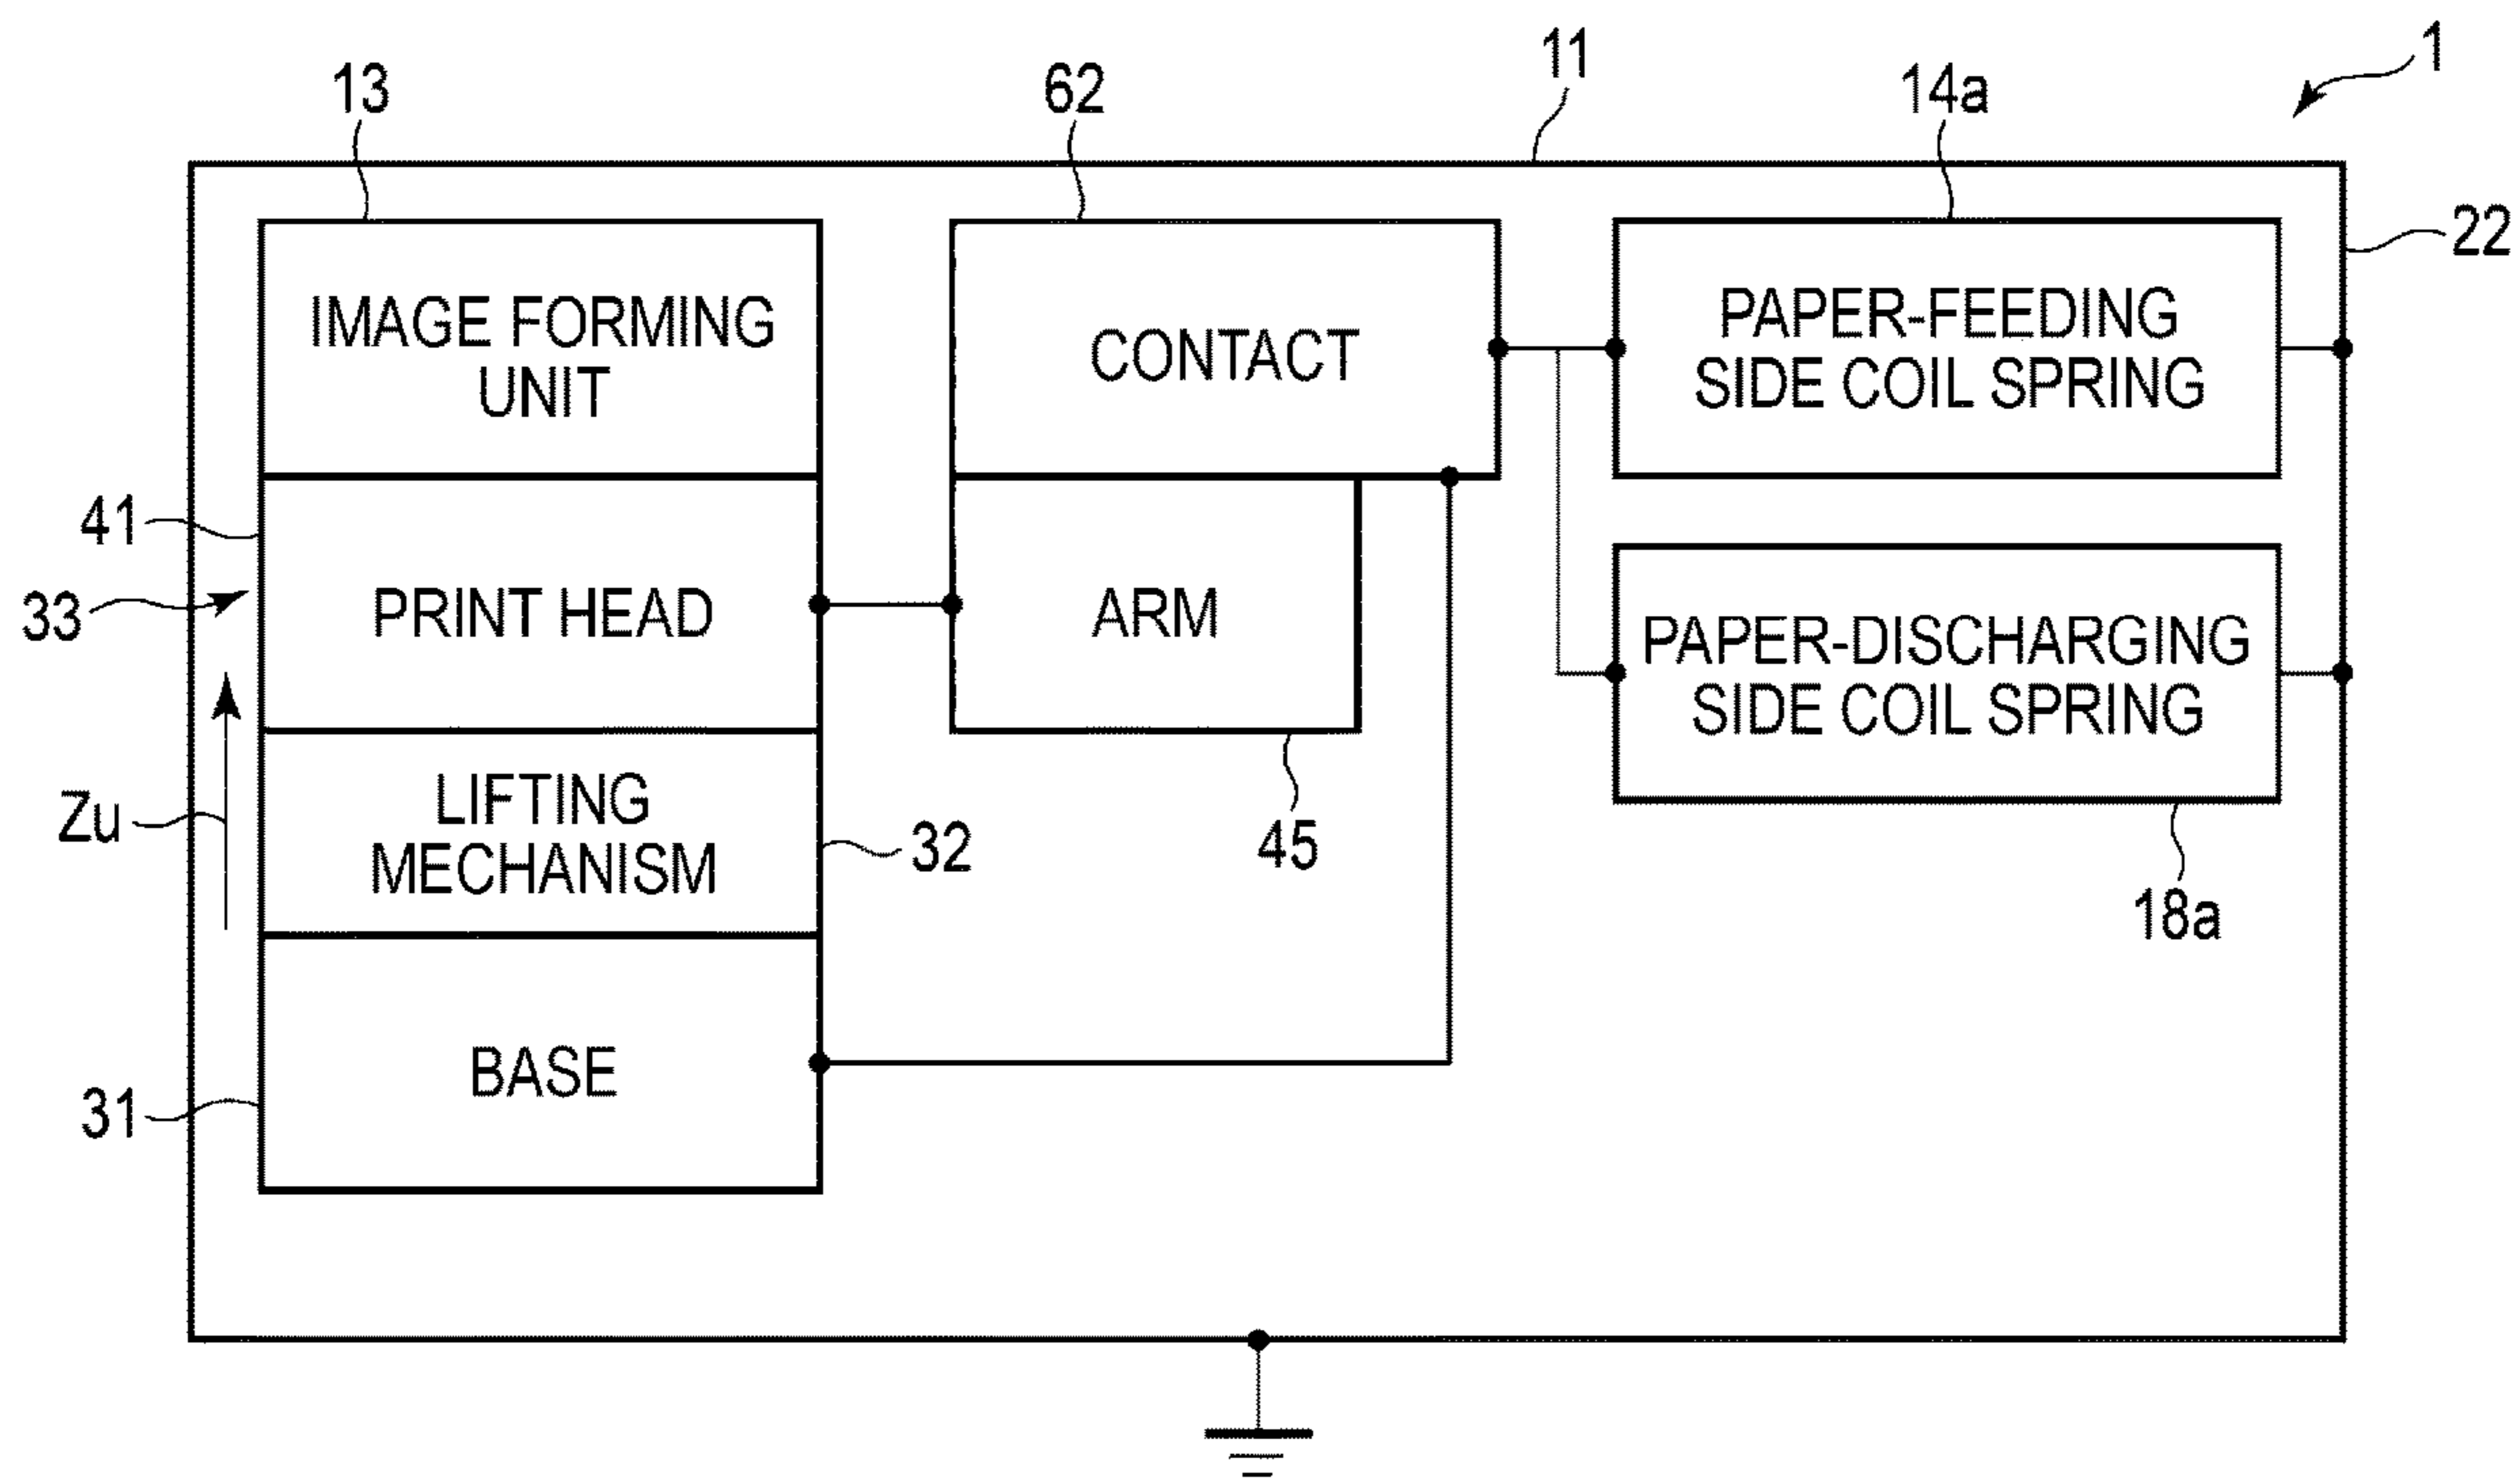 1
11
13
62
14a
22
IMAGE FORMING
UNIT
CONTACT
PAPER-FEEDING
SIDE COIL SPRING
41
33
PRINT HEAD
ARM
PAPER-DISCHARGING
SIDE COIL SPRING
Zu
LIFTING
MECHANISM
32
45
18a
31
BASE